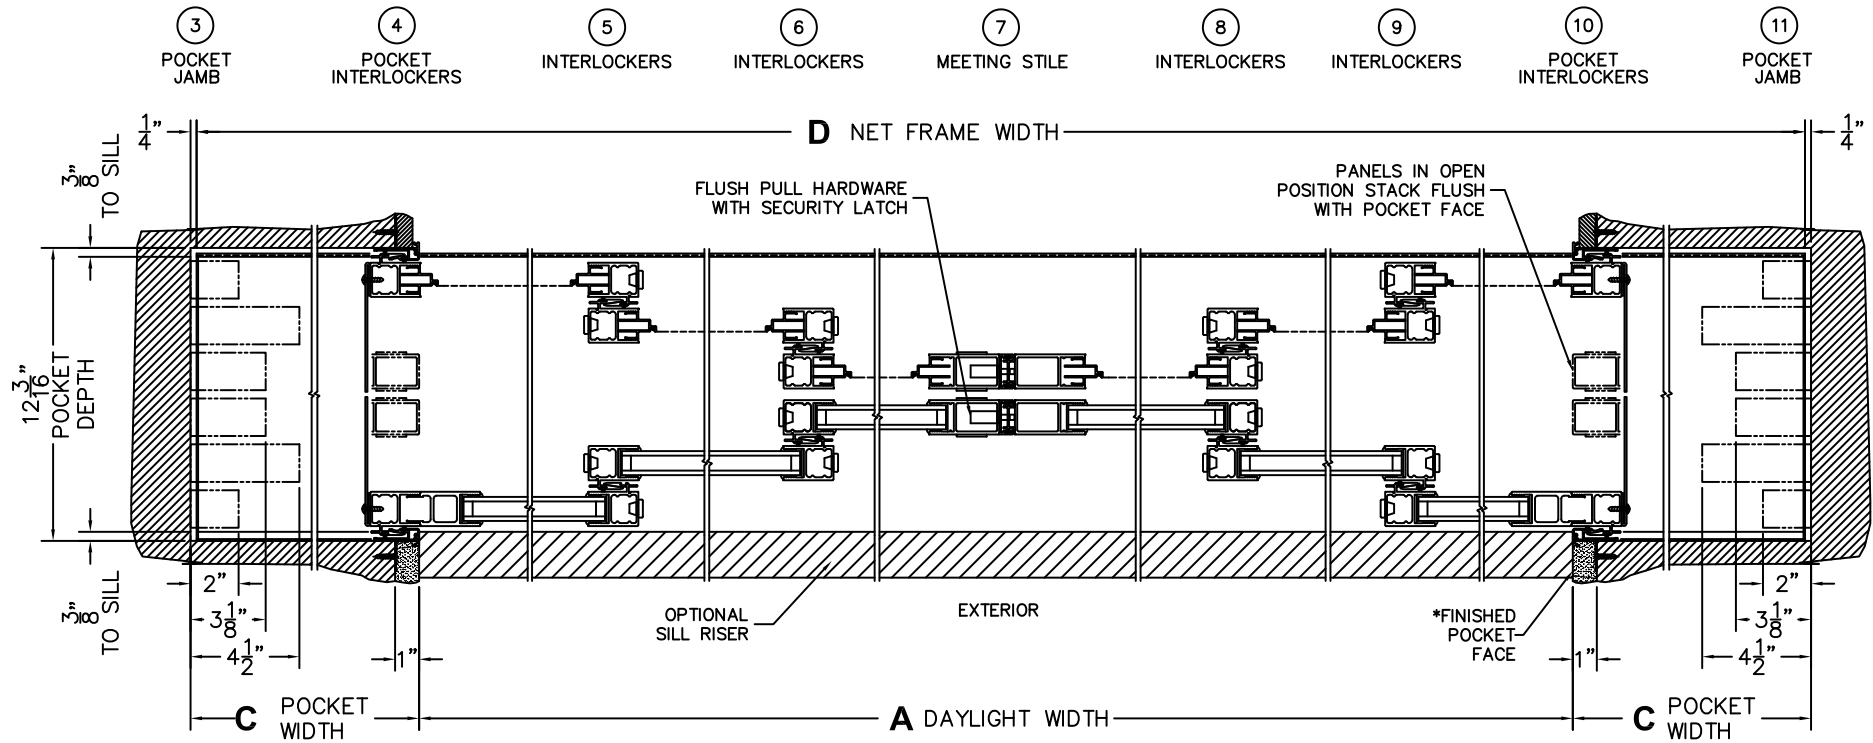 3
POCKET
JAMB
4
POCKET
INTERLOCKERS
5
INTERLOCKERS
6
INTERLOCKERS
7
MEETING STILE
8
INTERLOCKERS
9
INTERLOCKERS
10
POCKET
INTERLOCKERS
11
POCKET
JAMB
1/4"
D NET FRAME WIDTH
1/4"
3/8"
TO SILL
FLUSH PULL HARDWARE
WITH SECURITY LATCH
PANELS IN OPEN
POSITION STACK FLUSH
WITH POCKET FACE
12 3/16"
POCKET
DEPTH
3/8"
TO SILL
2"
3 1/8"
4 1/2"
1"
OPTIONAL
SILL RISER
EXTERIOR
*FINISHED
POCKET
FACE
1"
2"
3 1/8"
4 1/2"
C POCKET
WIDTH
A DAYLIGHT WIDTH
C POCKET
WIDTH